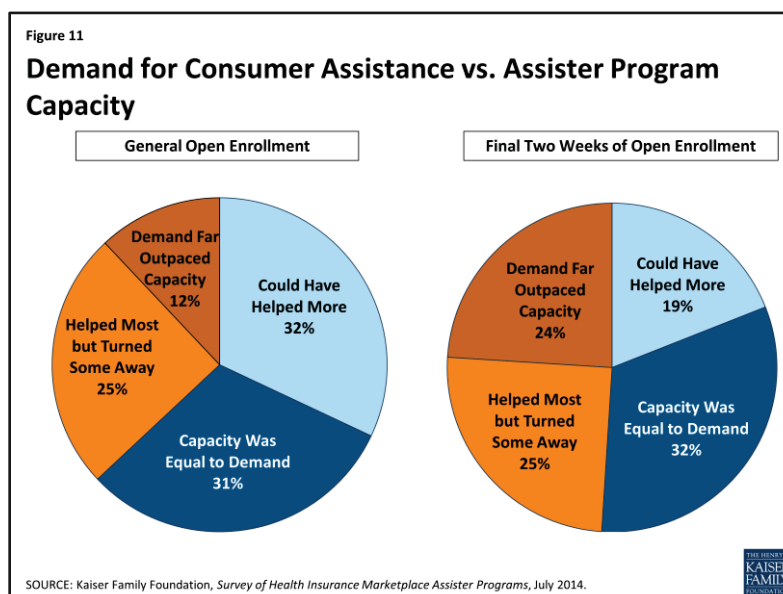 Figure 11
Demand for Consumer Assistance vs. Assister Program
Capacity
General Open Enrollment
Final Two Weeks of Open Enrollment
Demand Far
Outpaced
Capacity
12%
Could Have
Helped More
32%
Helped Most
but Turned
Some Away
25%
Capacity Was
Equal to Demand
31%
Demand Far
Outpaced
Capacity
24%
Could Have
Helped More
19%
Helped Most
but Turned
Some Away
25%
Capacity Was
Equal to Demand
32%
SOURCE: Kaiser Family Foundation, Survey of Health Insurance Marketplace Assister Programs, July 2014.
THE HENRY
KAISER
FAMILY
FOUNDATION